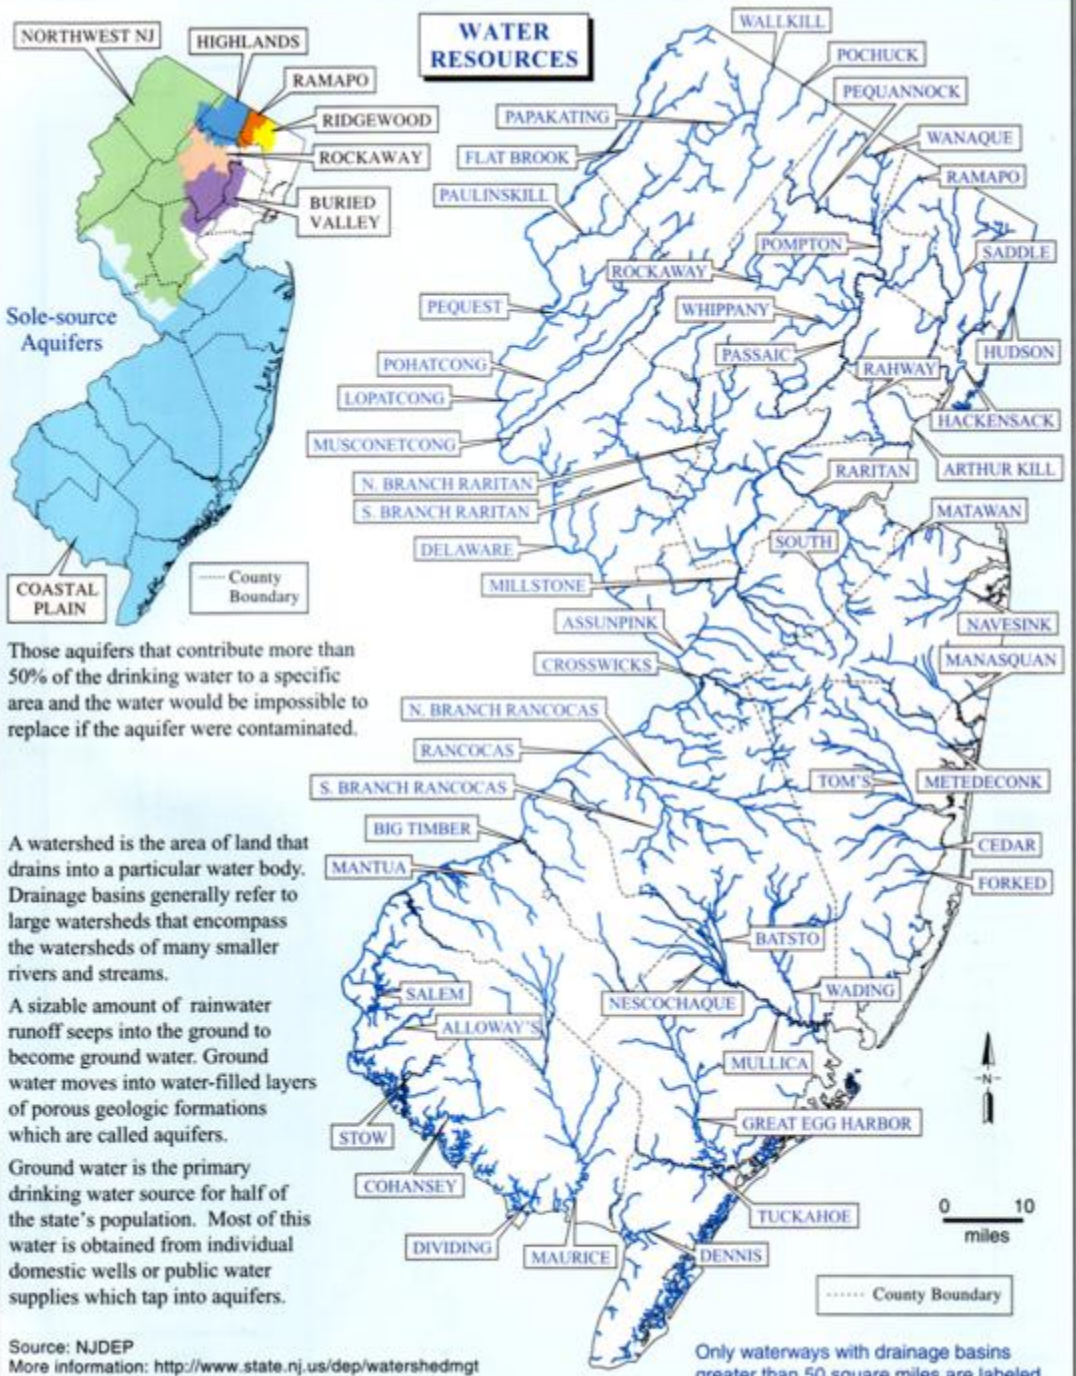 WATER
RESOURCES
NORTHWEST NJ
HIGHLANDS
RAMAPO
RIDGEWOOD
ROCKAWAY
BURIED
VALLEY
Sole-source
Aquifers
COASTAL
PLAIN
County
Boundary
Those aquifers that contribute more than
50% of the drinking water to a specific
area and the water would be impossible to
replace if the aquifer were contaminated.
A watershed is the area of land that
drains into a particular water body.
Drainage basins generally refer to
large watersheds that encompass
the watersheds of many smaller
rivers and streams.
A sizable amount of rainwater
runoff seeps into the ground to
become ground water. Ground
water moves into water-filled layers
of porous geologic formations
which are called aquifers.
Ground water is the primary
drinking water source for half of
the state's population. Most of this
water is obtained from individual
domestic wells or public water
supplies which tap into aquifers.
Source: NJDEP
More information: http://www.state.nj.us/dep/watershedmgt
WALLKILL
POCHUCK
PEQUANNOCK
PAPAKATING
WANAQUE
FLAT BROOK
RAMAPO
PAULINSKILL
POMPTON
SADDLE
ROCKAWAY
PEQUEST
WHIPPANY
PASSAIC
HUDSON
POHATCONG
RAHWAY
LOPATCONG
HACKENSACK
MUSCONETCONG
RARITAN
ARTHUR KILL
N. BRANCH RARITAN
S. BRANCH RARITAN
MATAWAN
SOUTH
DELAWARE
MILLSTONE
ASSUNPINK
NAVESINK
CROSSWICKS
MANASQUAN
N. BRANCH RANCOCAS
RANCOCAS
TOM'S
METEDECONK
S. BRANCH RANCOCAS
BIG TIMBER
CEDAR
MANTUA
FORKED
BATSTO
SALEM
NESCOCHAQUE
WADING
ALLOWAY'S
MULLICA
-N-
STOW
GREAT EGG HARBOR
COHANSEY
TUCKAHOE
0 10
miles
DIVIDING
MAURICE
DENNIS
County Boundary
Only waterways with drainage basins
greater than 50 square miles are labeled